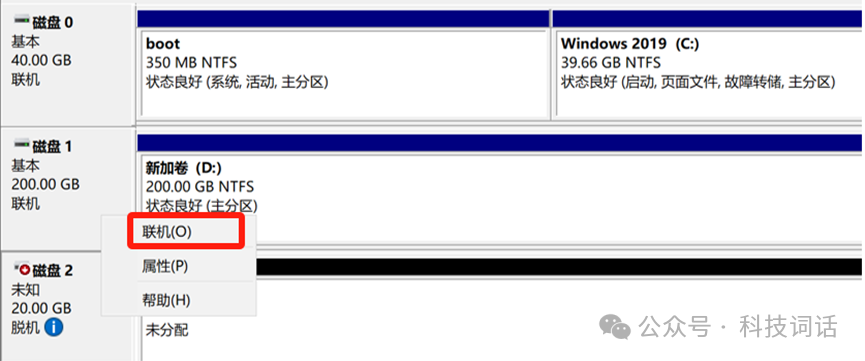 磁盘 0
基本
40.00 GB
联机
boot
350 MB NTFS
状态良好 (系统, 活动, 主分区)
Windows 2019 (C:)
39.66 GB NTFS
状态良好 (启动, 页面文件, 故障转储, 主分区)
磁盘 1
基本
200.00 GB
联机
新加卷 (D:)
200.00 GB NTFS
状态良好 (主分区)
联机(O)
属性(P)
帮助(H)
磁盘 2
未知
20.00 GB
脱机
未分配
公众号 · 科技词话